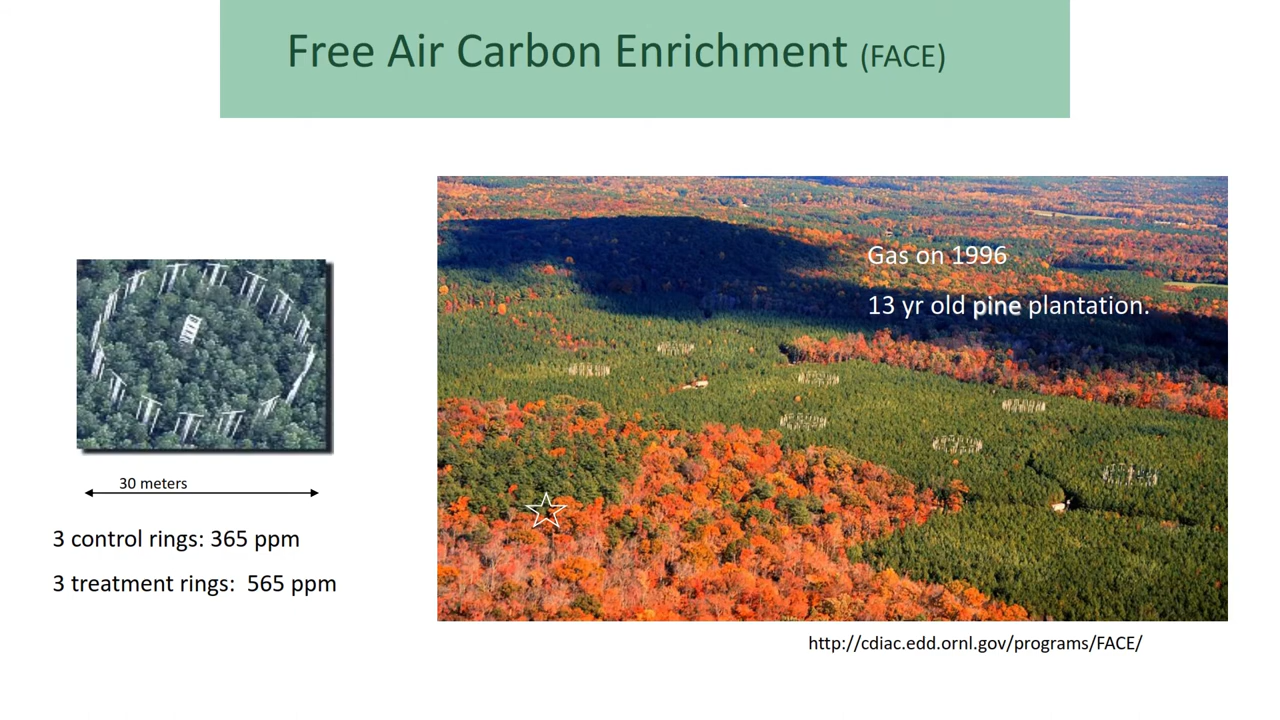 Free Air Carbon Enrichment (FACE)
Gas on 1996
13 yr old pine plantation.
30 meters
3 control rings: 365 ppm
3 treatment rings:  565 ppm
http://cdiac.edd.ornl.gov/programs/FACE/